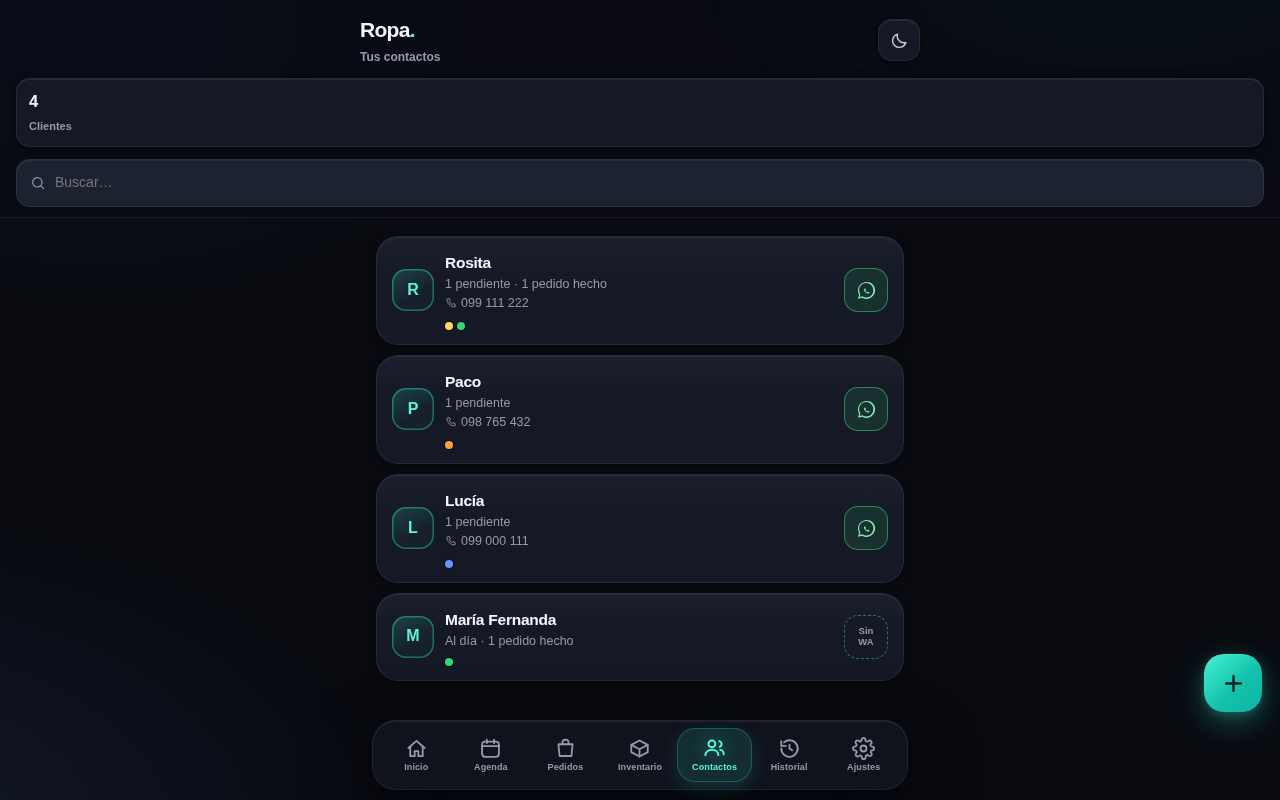 Ropa.
Tus contactos
4
Clientes
Buscar…
R
Rosita
1 pendiente · 1 pedido hecho
099 111 222
P
Paco
1 pendiente
098 765 432
L
Lucía
1 pendiente
099 000 111
M
María Fernanda
Al día · 1 pedido hecho
Sin
WA
Inicio
Agenda
Pedidos
Inventario
Contactos
Historial
Ajustes